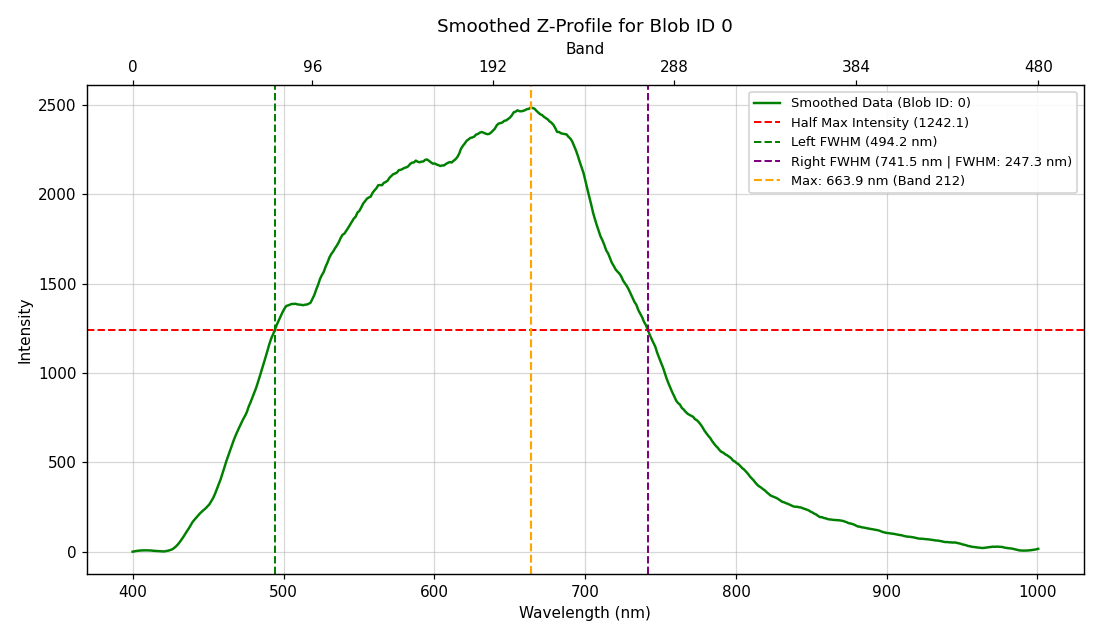 Smoothed Z-Profile for Blob ID 0
Band
0 96 192 288 384 480
Smoothed Data (Blob ID: 0)
Half Max Intensity (1242.1)
Left FWHM (494.2 nm)
Right FWHM (741.5 nm | FWHM: 247.3 nm)
Max: 663.9 nm (Band 212)
2500
2000
1500
1000
500
0
Intensity
400 500 600 700 800 900 1000
Wavelength (nm)